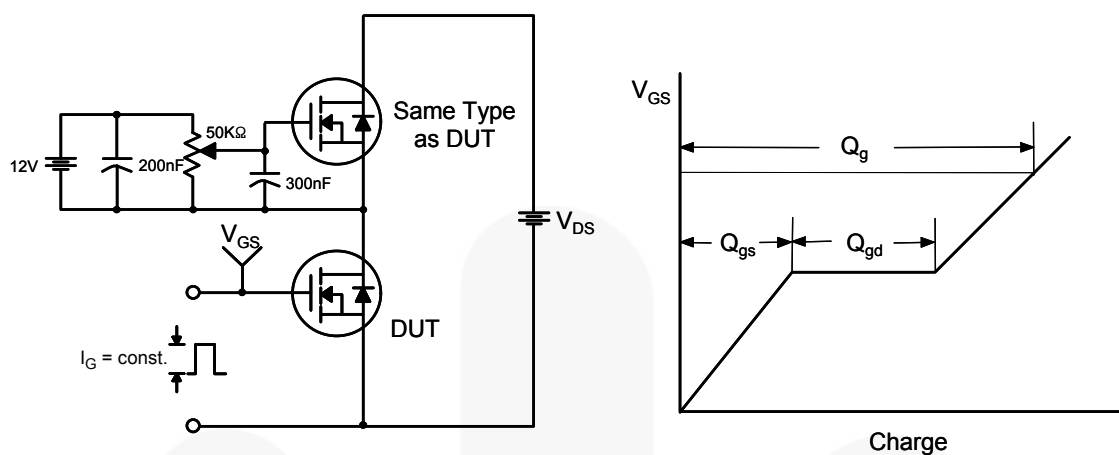 12V
200nF
50KΩ
300nF
Same Type
as DUT
V_DS
V_GS
DUT
I_G = const.
V_GS
Q_g
Q_gs
Q_gd
Charge